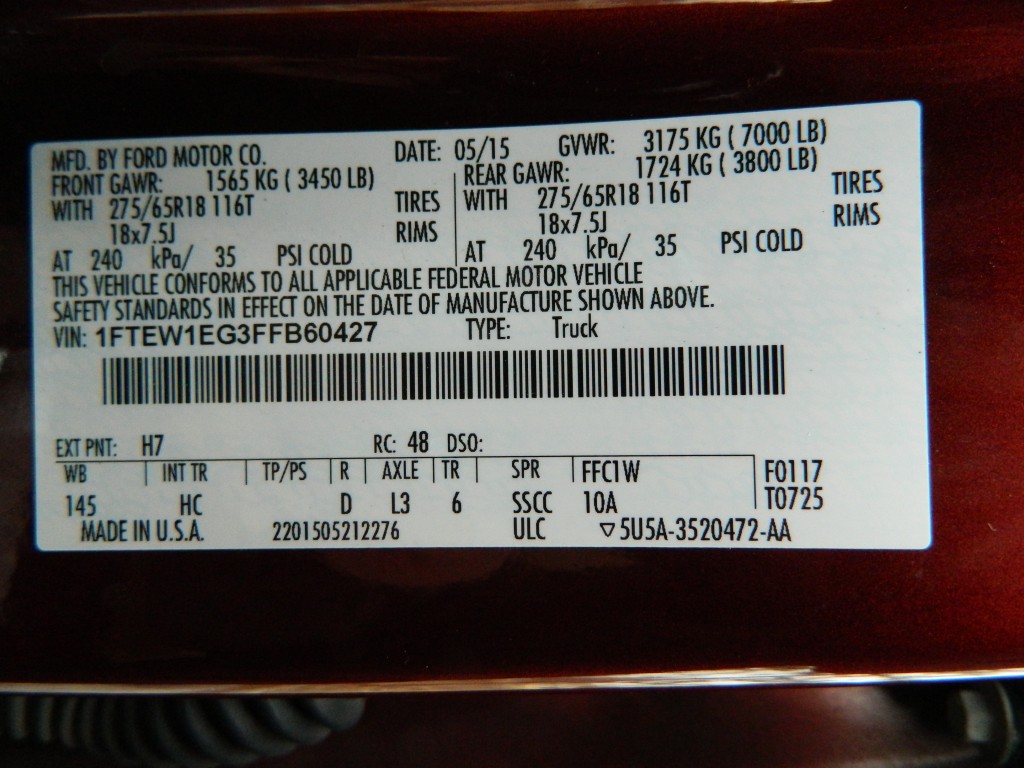 MFD. BY FORD MOTOR CO. DATE: 05/15 GVWR: 3175 KG ( 7000 LB)
FRONT GAWR: 1565 KG ( 3450 LB) REAR GAWR: 1724 KG ( 3800 LB)
WITH 275/65R18 116T TIRES WITH 275/65R18 116T TIRES
18x7.5J RIMS 18x7.5J RIMS
AT 240 kPa/ 35 PSI COLD AT 240 kPa/ 35 PSI COLD
THIS VEHICLE CONFORMS TO ALL APPLICABLE FEDERAL MOTOR VEHICLE
SAFETY STANDARDS IN EFFECT ON THE DATE OF MANUFACTURE SHOWN ABOVE.
VIN: 1FTEW1EG3FFB60427 TYPE: Truck
EXT PNT: H7 RC: 48 DSO:
WB INT TR TP/PS R AXLE TR SPR FFC1W F0117
145 HC D L3 6 SSCC 10A T0725
MADE IN U.S.A. 2201505212276 ULC ▽5U5A-3520472-AA